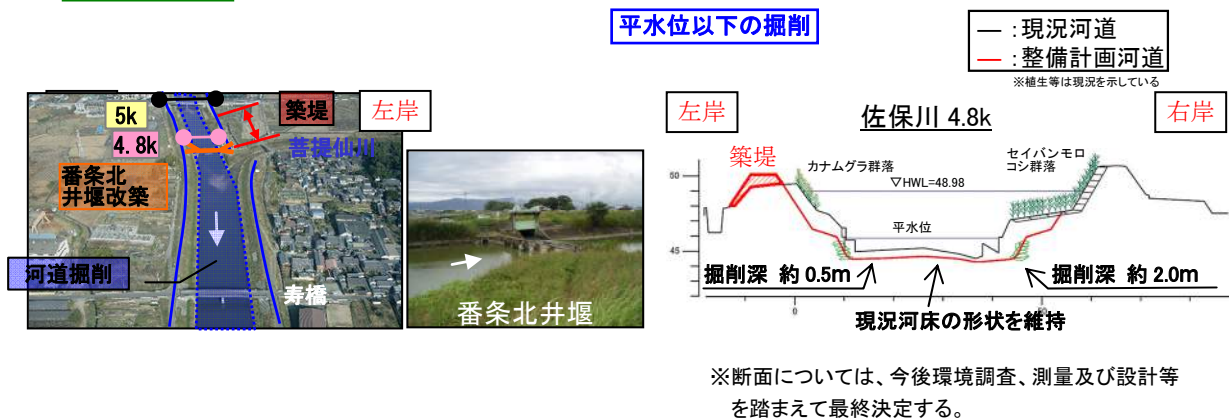 平水位以下の掘削
― :現況河道
― :整備計画河道
※植生等は現況を示している
5k
4.8k
築堤
左岸
菩提仙川
番条北
井堰改築
河道掘削
寿橋
番条北井堰
左岸
佐保川 4.8k
右岸
築堤
カナムグラ群落
セイバンモロ
コシ群落
▽HWL=48.98
平水位
50
45
掘削深 約0.5m
掘削深 約2.0m
0
50
現況河床の形状を維持
※断面については、今後環境調査、測量及び設計等
を踏まえて最終決定する。